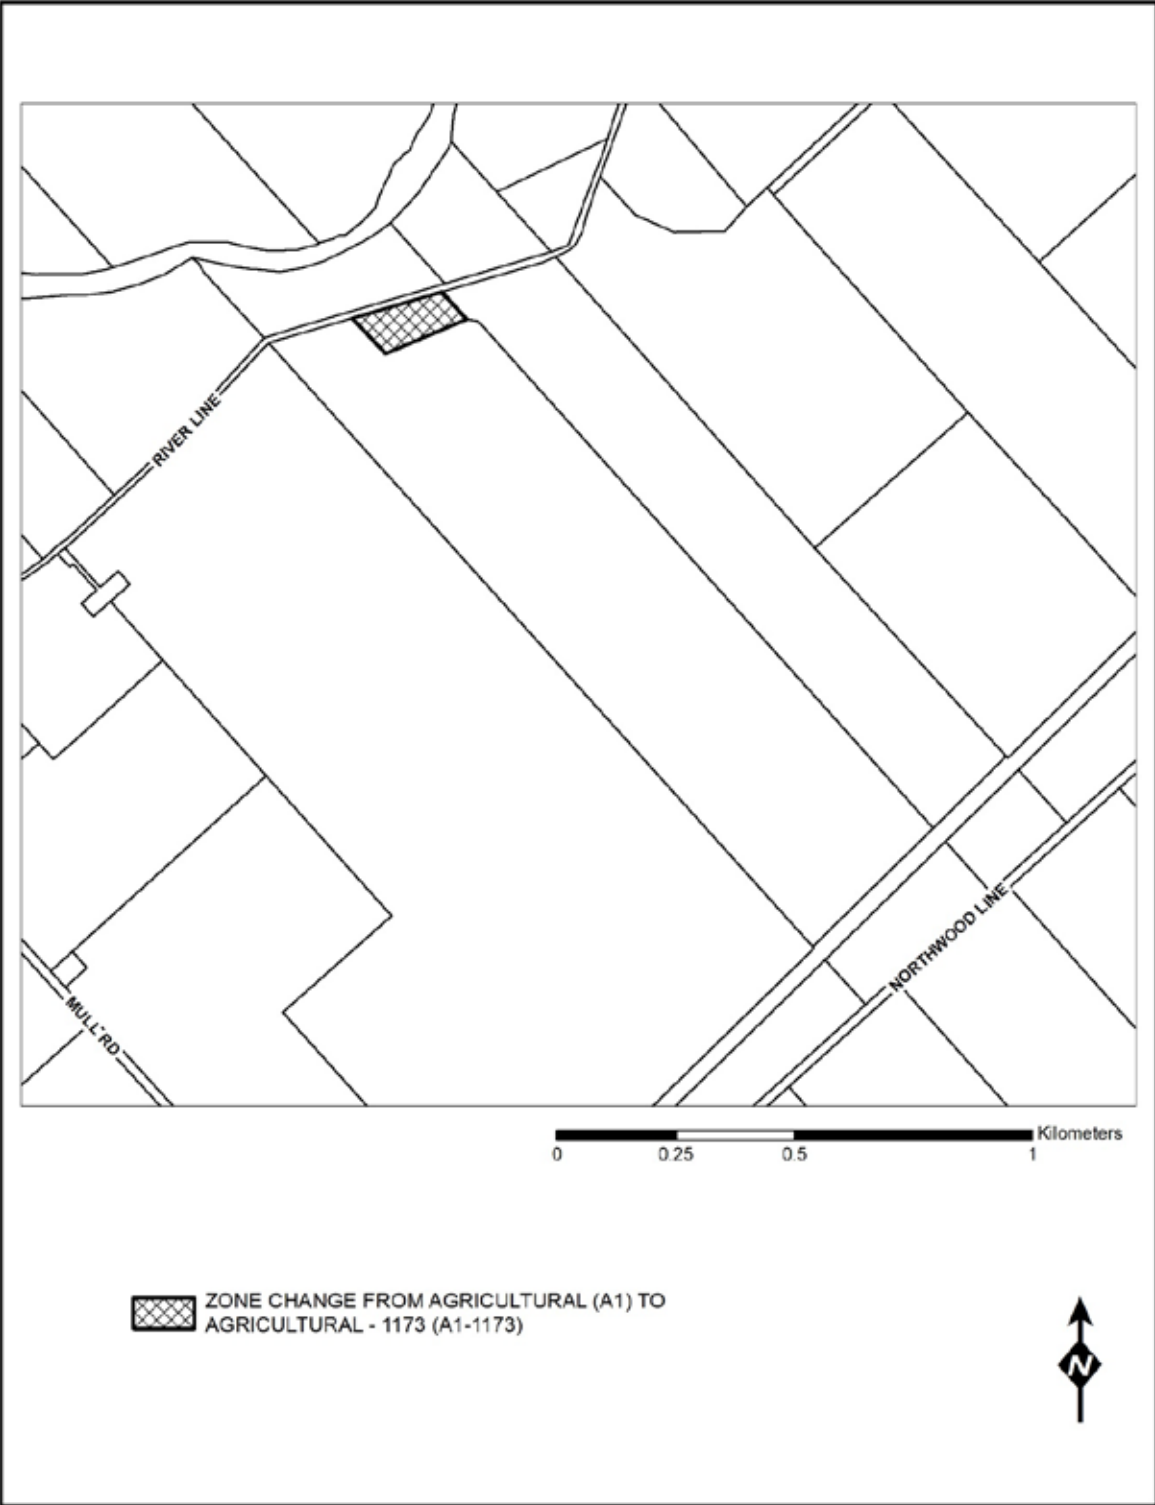 RIVER LINE
NORTHWOOD LINE
MULL RD
Kilometers
0 0.25 0.5 1
ZONE CHANGE FROM AGRICULTURAL (A1) TO
AGRICULTURAL - 1173 (A1-1173)
N